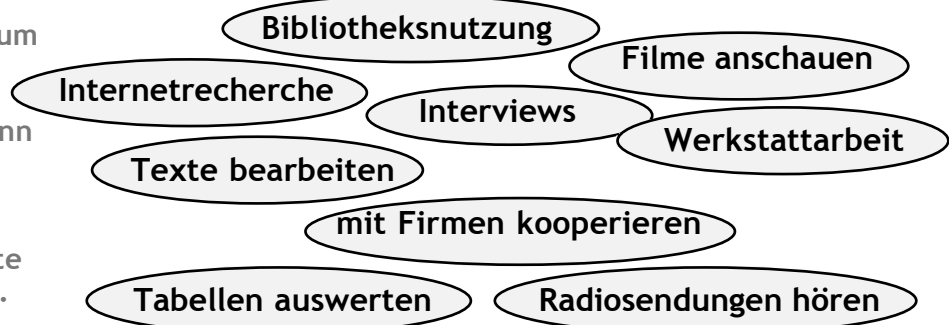 Bibliotheksnutzung
Filme anschauen
Internetrecherche
Interviews
Werkstattarbeit
Texte bearbeiten
mit Firmen kooperieren
Tabellen auswerten
Radiosendungen hören